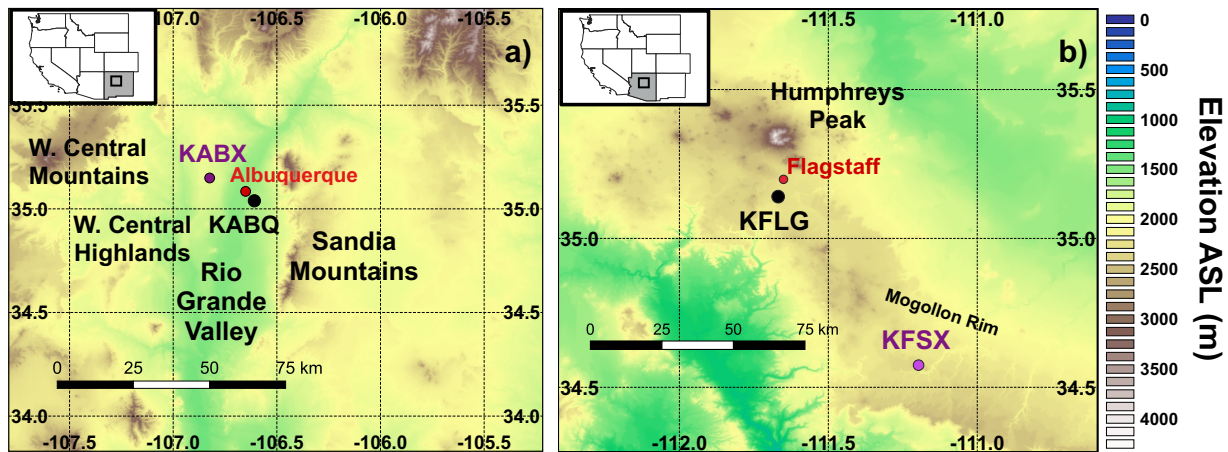 -107.0
-106.5
-105.5
a)
35.5
W. Central
Mountains
KABX
Albuquerque
35.0
W. Central
Highlands
KABQ
Sandia
Mountains
Rio
Grande
Valley
34.5
0
25
50
75 km
34.0
-107.5
-107.0
-106.5
-106.0
-105.5
-111.5
-111.0
b)
35.5
Humphreys
Peak
Flagstaff
KFLG
35.0
Mogollon Rim
0
25
50
75 km
KFSX
34.5
34.5
-112.0
-111.5
-111.0
0
500
1000
1500
2000
2500
3000
3500
4000
Elevation ASL (m)